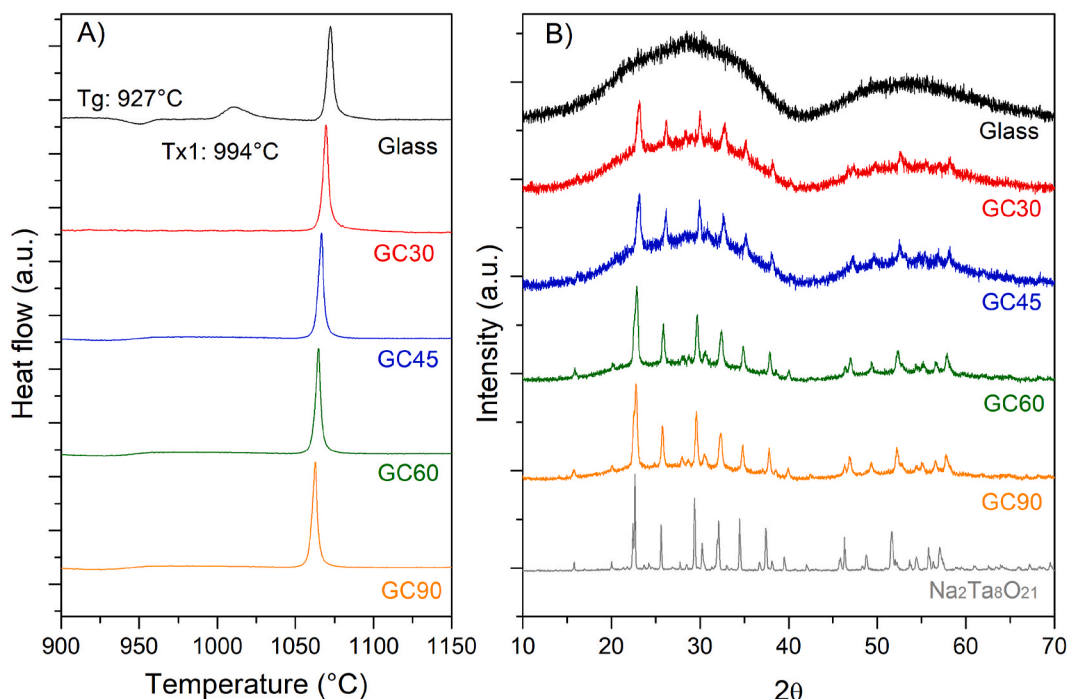 A)
Tg: 927°C
Tx1: 994°C
Glass
GC30
GC45
GC60
GC90
Heat flow (a.u.)
900 950 1000 1050 1100 1150
Temperature (°C)
B)
Glass
GC30
GC45
GC60
GC90
Na₂Ta₈O₂₁
Intensity (a.u.)
10 20 30 40 50 60 70
2θ